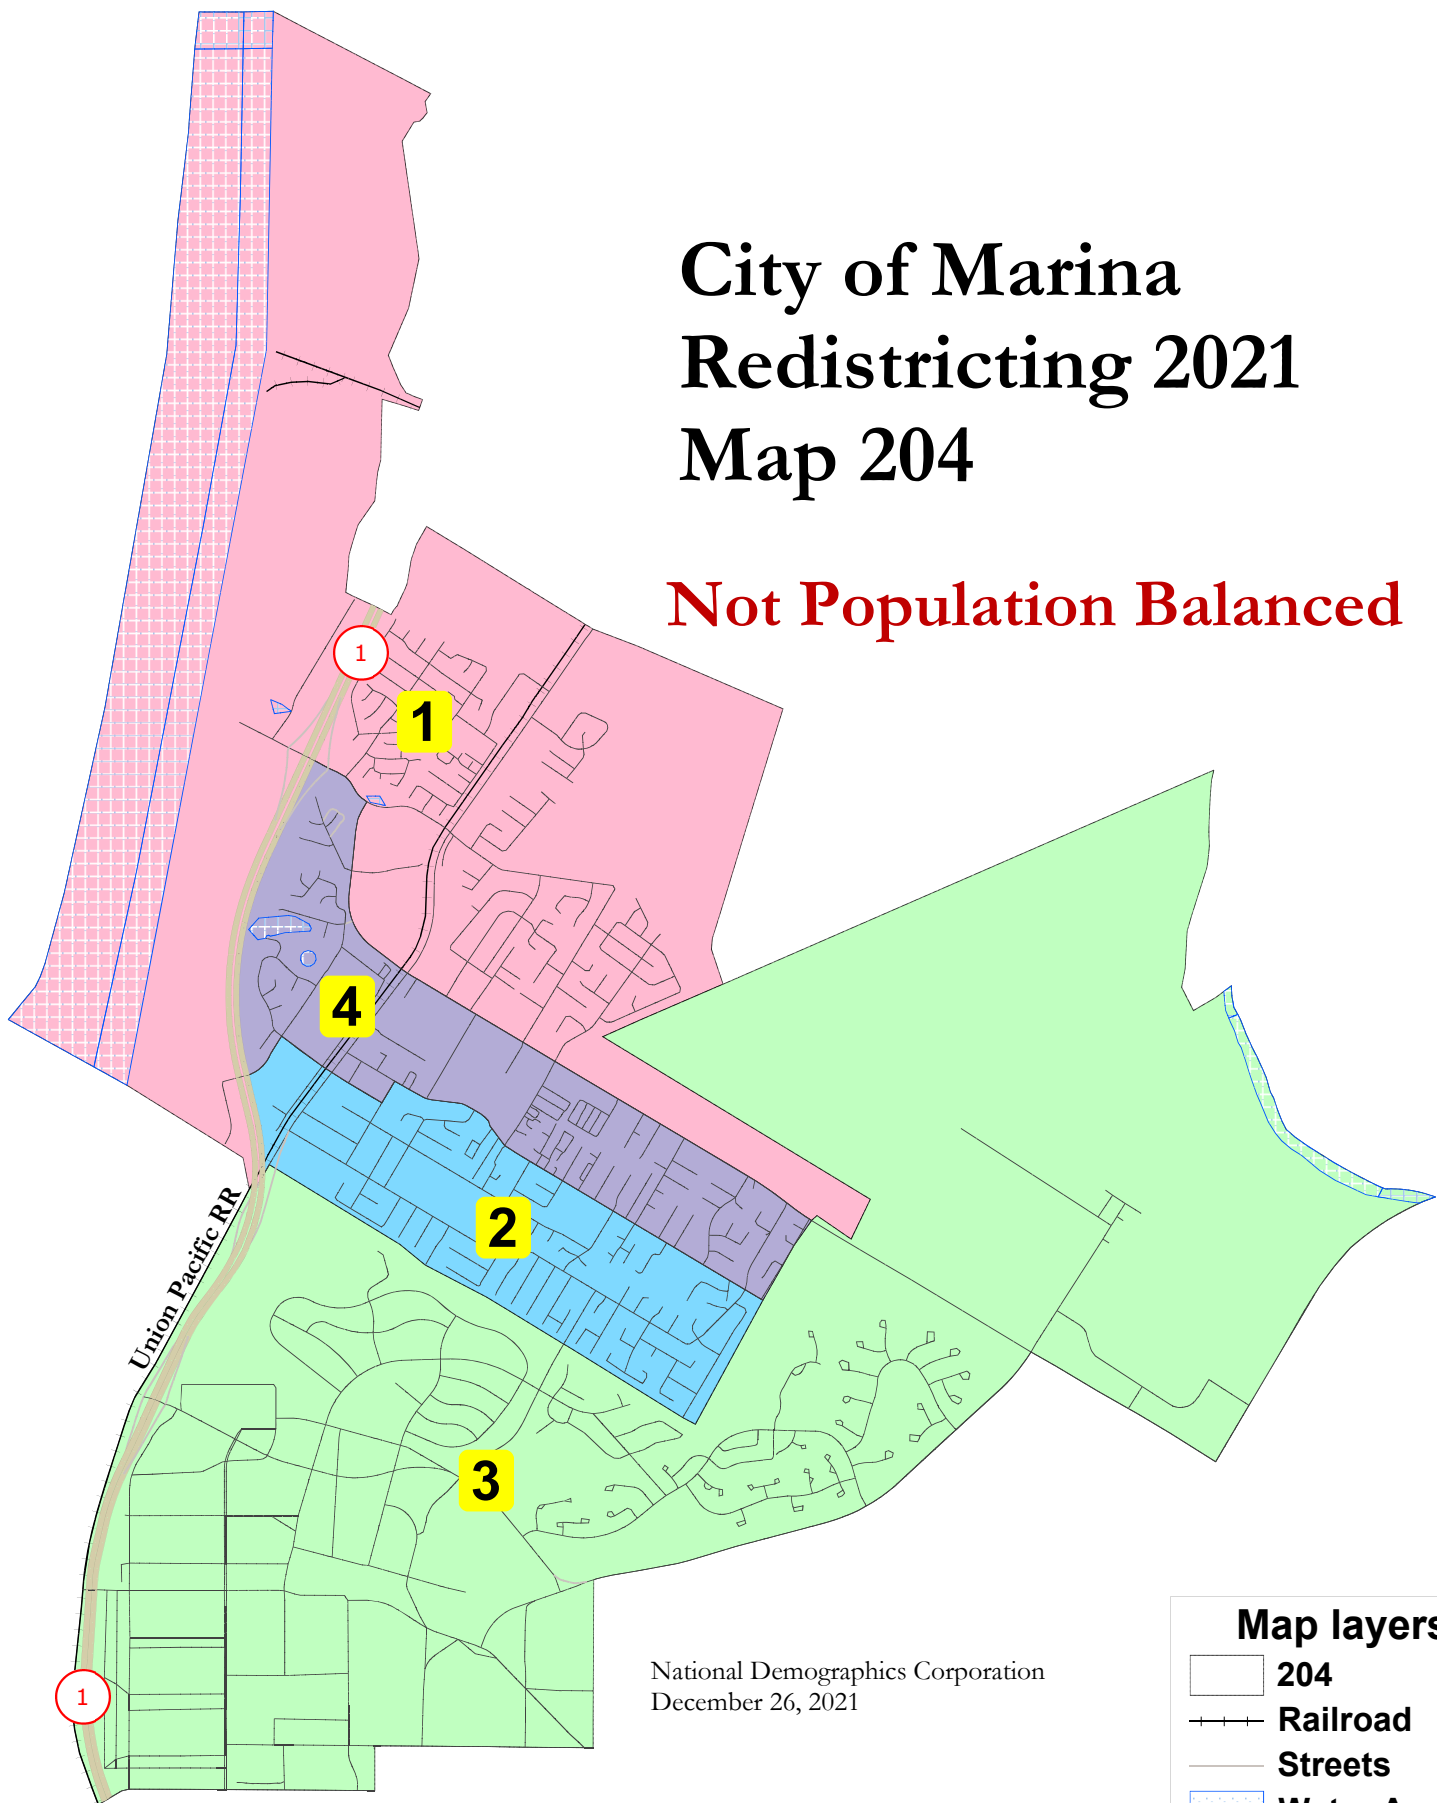 City of Marina
Redistricting 2021
Map 204
Not Population Balanced
1
1
4
2
Union Pacific RR
3
1
National Demographics Corporation
December 26, 2021
Map layers
204
Railroad
Streets